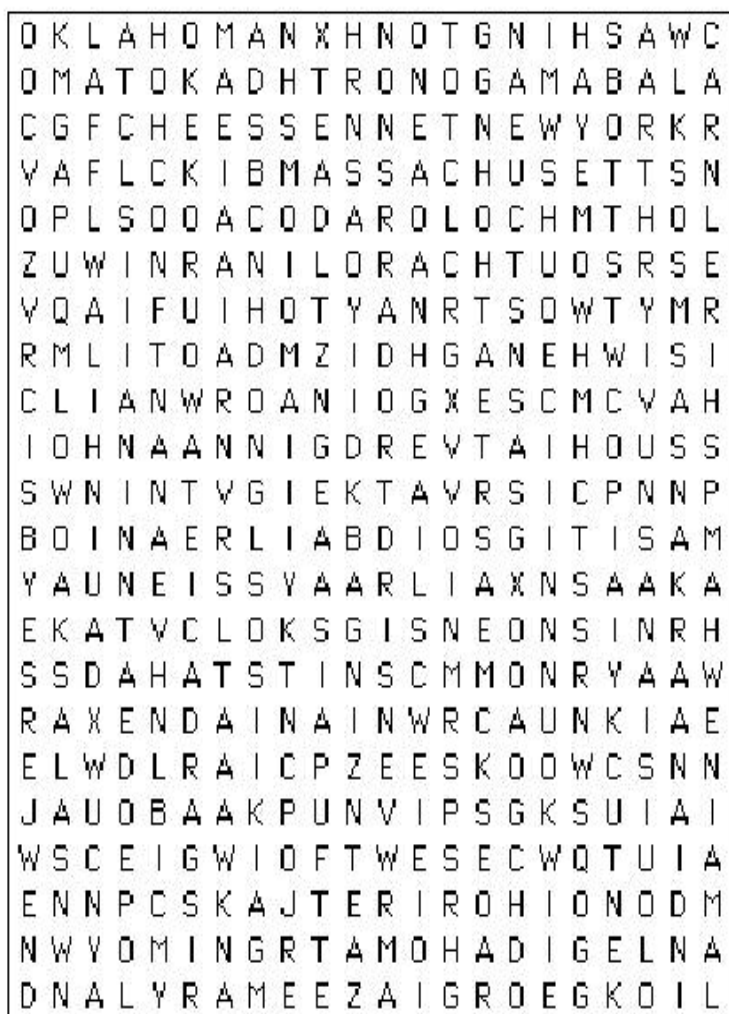 O K L A H O M A N X H N O T G N I H S A W C
O M A T O K A D H T R O N O G A M A B A L A
C G F C H E E S S E N N E T N E W Y O R K R
V A F L C K I B M A S S A C H U S E T T S N
O P L S O O A C O D A R O L O C H M T H O L
Z U W I N R A N I L O R A C H T U O S R S E
V Q A I F U I H O T Y A N R T S O W T Y M R
R M L I T O A D M Z I D H G A N E H W I S I
C L I A N W R O A N I O G X E S C M C V A H
I O H N A A N N I G D R E V T A I H O U S S
S W N I N T V G I E K T A V R S I C P N N P
B O I N A E R L I A B D I O S G I T I S A M
Y A U N E I S S Y A A R L I A X N S A A K A
E K A T V C L O K S G I S N E O N S I N R H
S S D A H A T S T I N S C M M O N R Y A A W
R A X E N D A I N A I N W R C A U N K I A E
E L W D L R A I C P Z E E S K O O W C S N N
J A U O B A A K P U N V I P S G K S U I A I
W S C E I G W I O F T W E S E C W Q T U I A
E N N P C S K A J T E R I R O H I O N O D M
N W Y O M I N G R T A M O H A D I G E L N A
D N A L Y R A M E E Z A I G R O E G K O I L